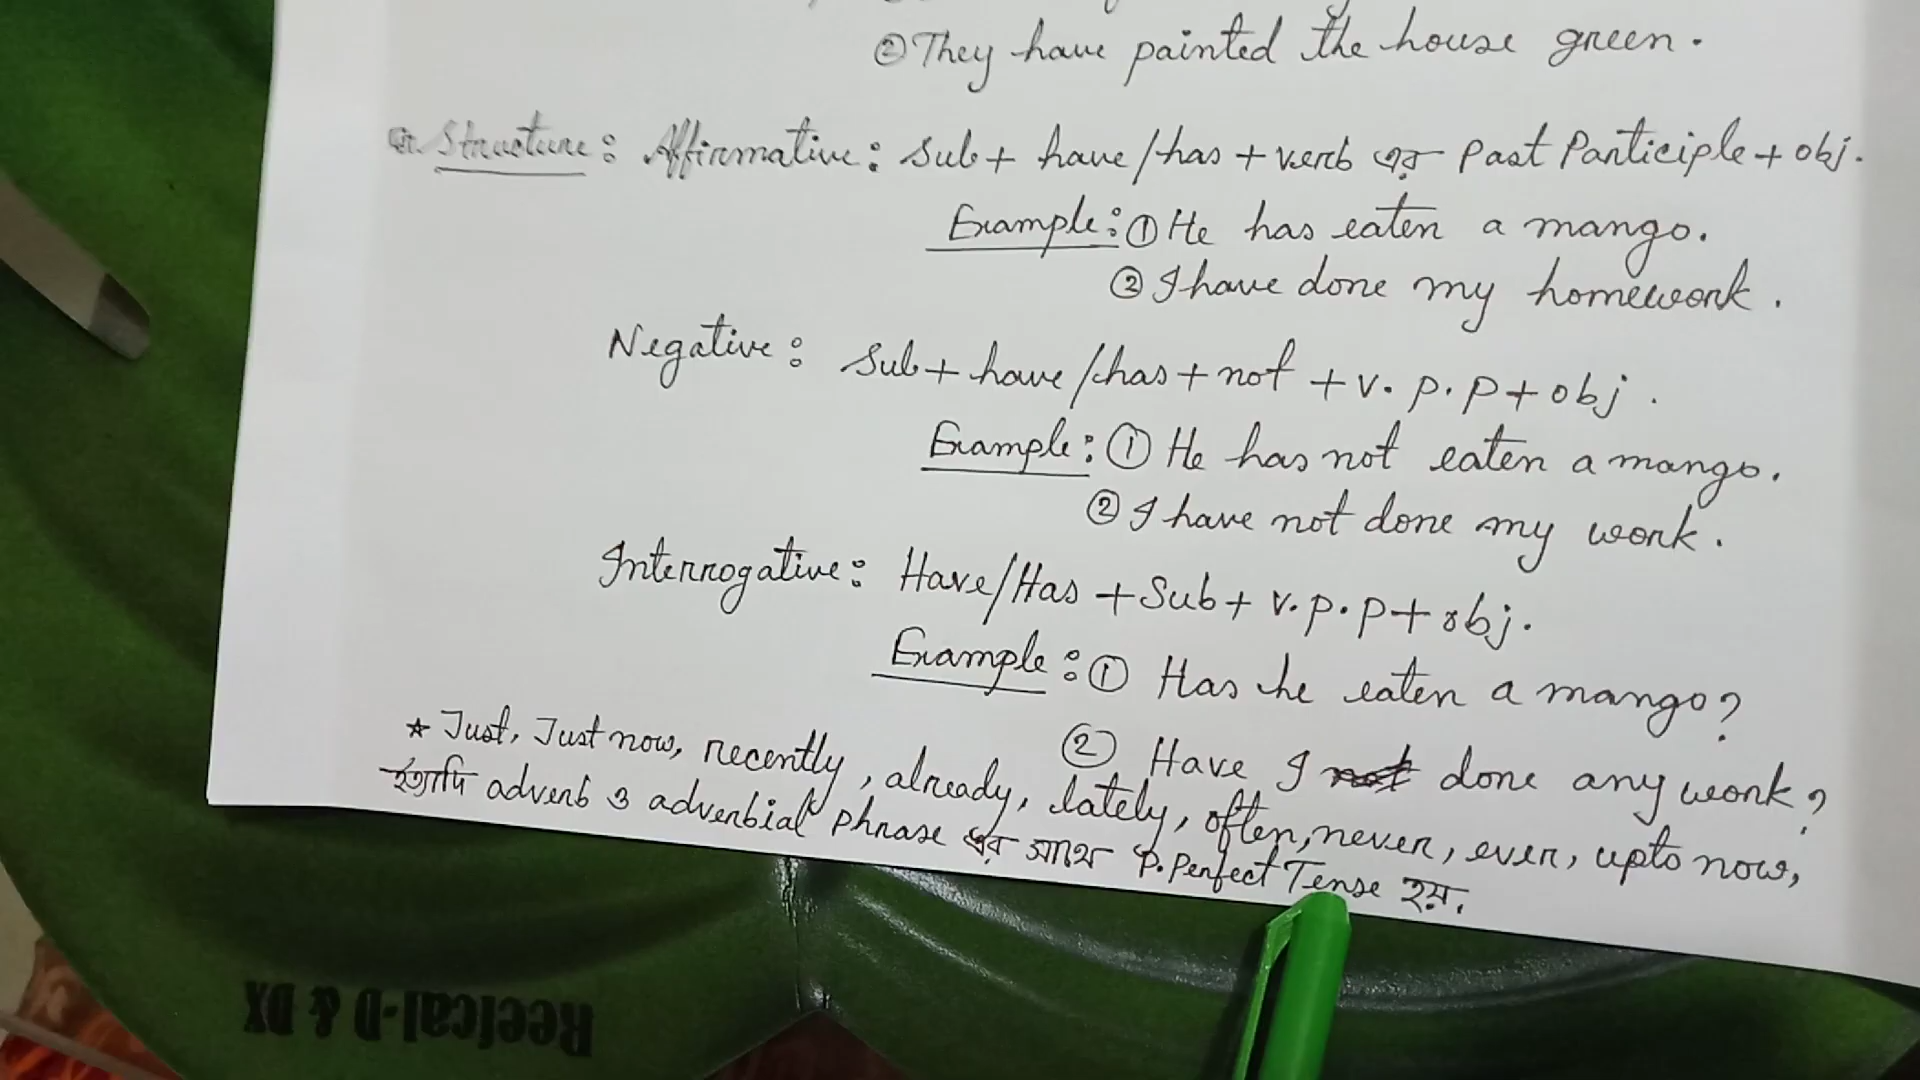 ② They have painted the house green.
Structure: Affirmative: Sub + have/has + verb এর Past Participle + obj.
Example: ① He has eaten a mango.
② I have done my homework.
Negative: Sub + have/has + not + v. p. p + obj.
Example: ① He has not eaten a mango.
② I have not done my work.
Interrogative: Have/Has + Sub + v. p. p + obj.
Example: ① Has he eaten a mango?
② Have I done any work?
* Just, Just now, recently, already, lately, often, never, ever, upto now,
ইত্যাদি adverb ও adverbial phrase এর সাথে P. Perfect Tense হয়.
Reelcal-D & DX